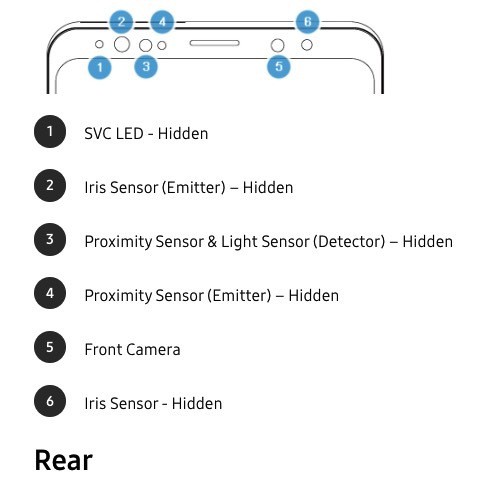 2 4 6
1 3 5
1 SVC LED - Hidden
2 Iris Sensor (Emitter) – Hidden
3 Proximity Sensor & Light Sensor (Detector) – Hidden
4 Proximity Sensor (Emitter) – Hidden
5 Front Camera
6 Iris Sensor - Hidden
Rear